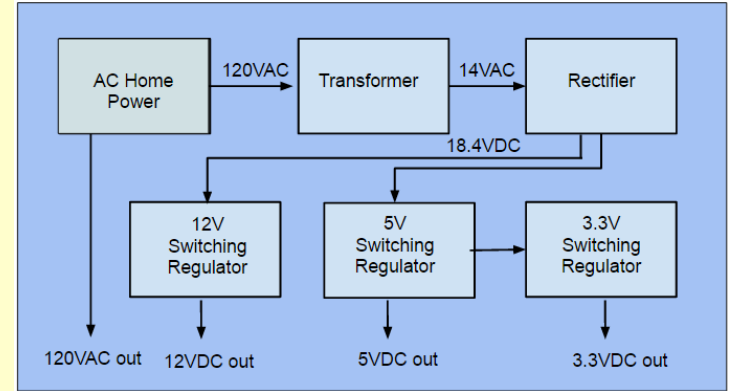 AC Home
Power
120VAC
Transformer
14VAC
Rectifier
18.4VDC
12V
Switching
Regulator
5V
Switching
Regulator
3.3V
Switching
Regulator
120VAC out
12VDC out
5VDC out
3.3VDC out